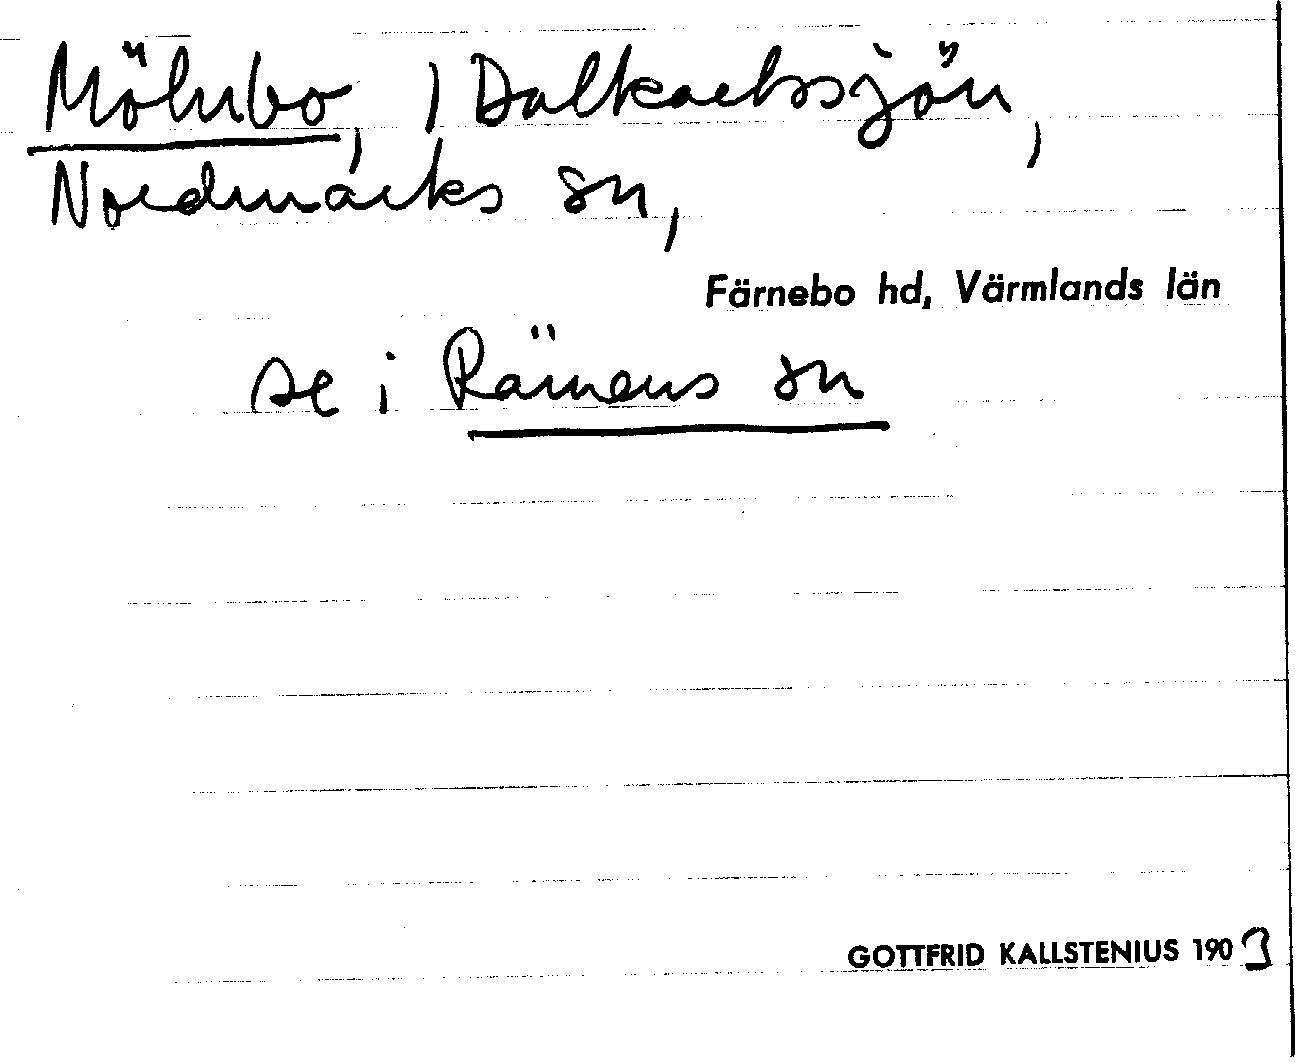 Mölnbo, I Dalkarlssjön,
Nordmarks sn,
Färnebo hd, Värmlands län
se i Rämens sn
GOTTFRID KALLSTENIUS 1903